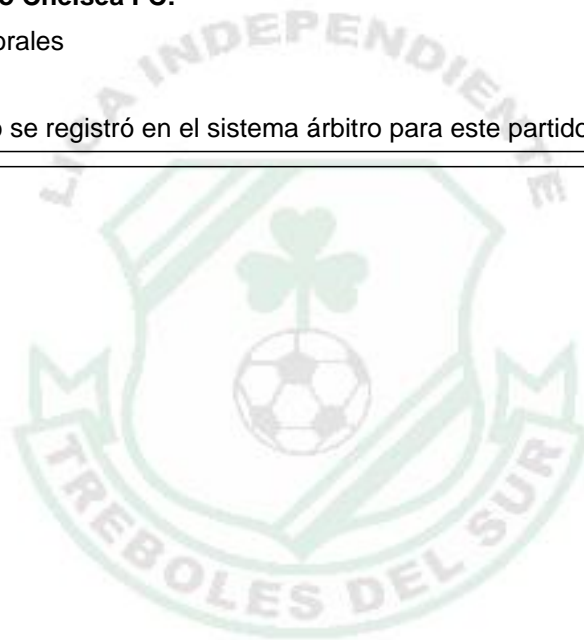 Chelsea FC:
orales
LIGA INDEPENDIENTE
se registró en el sistema árbitro para este partido
TREBOLES DEL SUR